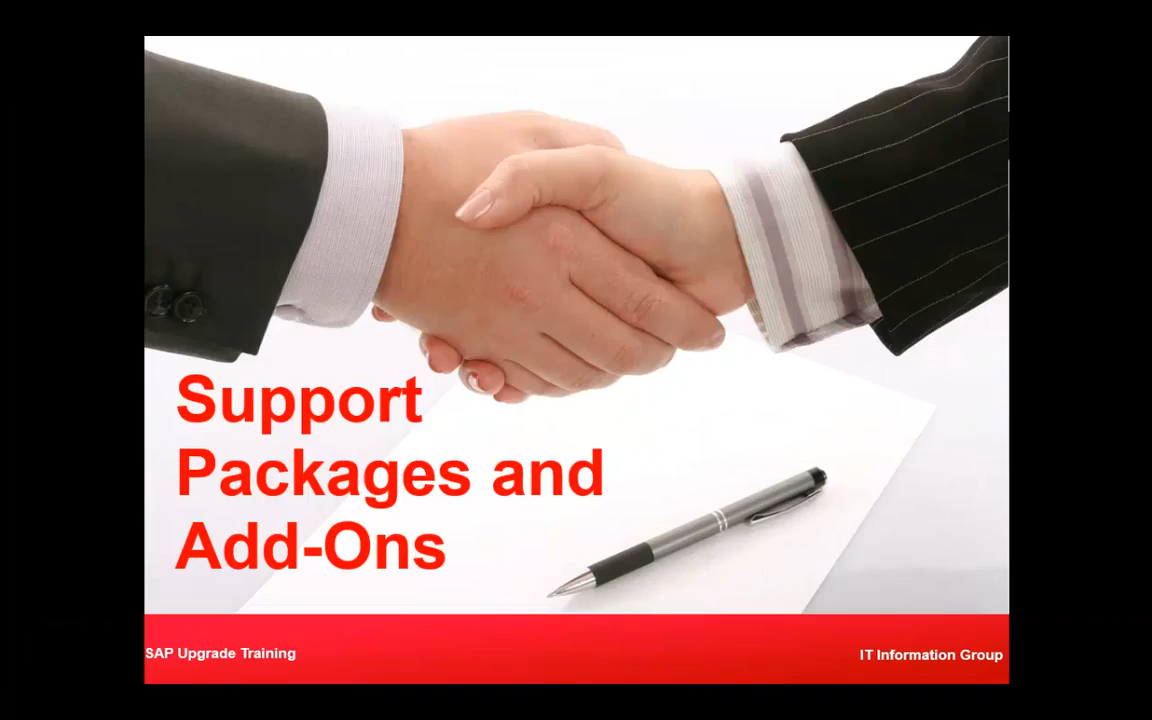 Support
Packages and
Add-Ons
SAP Upgrade Training
IT Information Group